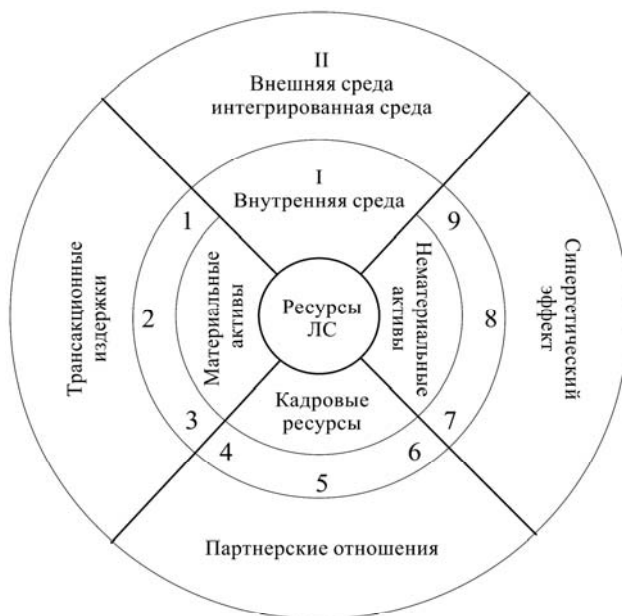 II
Внешняя среда
интегрированная среда
I
Внутренняя среда
1
9
Трансакционные
издержки
2
Материальные
активы
Ресурсы
ЛС
Нематериальные
активы
8
Синергетический
эффект
3
Кадровые
ресурсы
7
4
6
5
Партнерские отношения